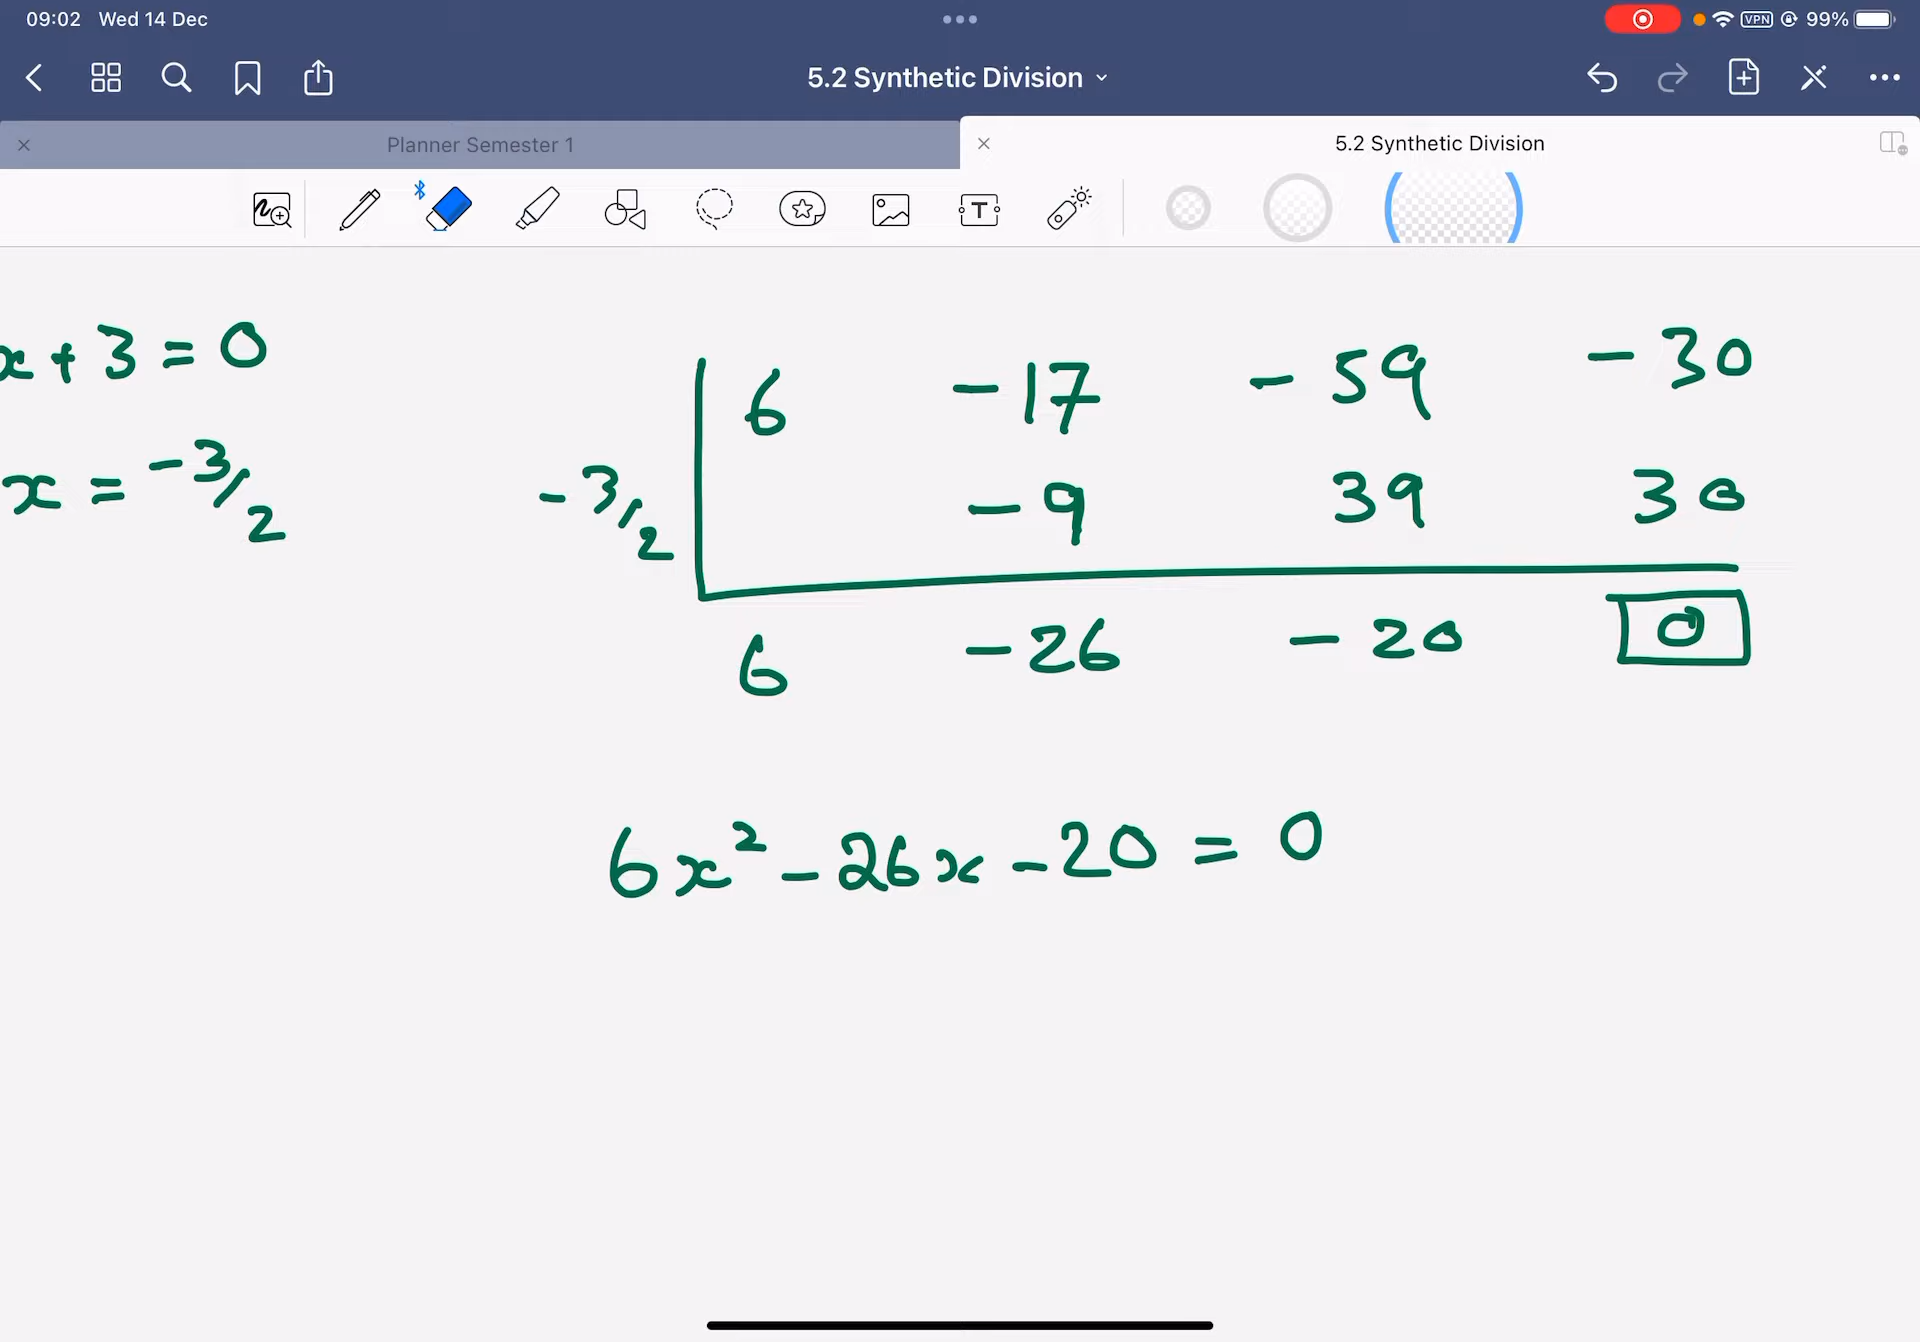 09:02 Wed 14 Dec
VPN 99%
5.2 Synthetic Division
Planner Semester 1
5.2 Synthetic Division
T
x + 3 = 0
x = -3/2
6 -17 -59 -30
-3/2
-9 39 30
6 -26 -20 0
6x² - 26x - 20 = 0